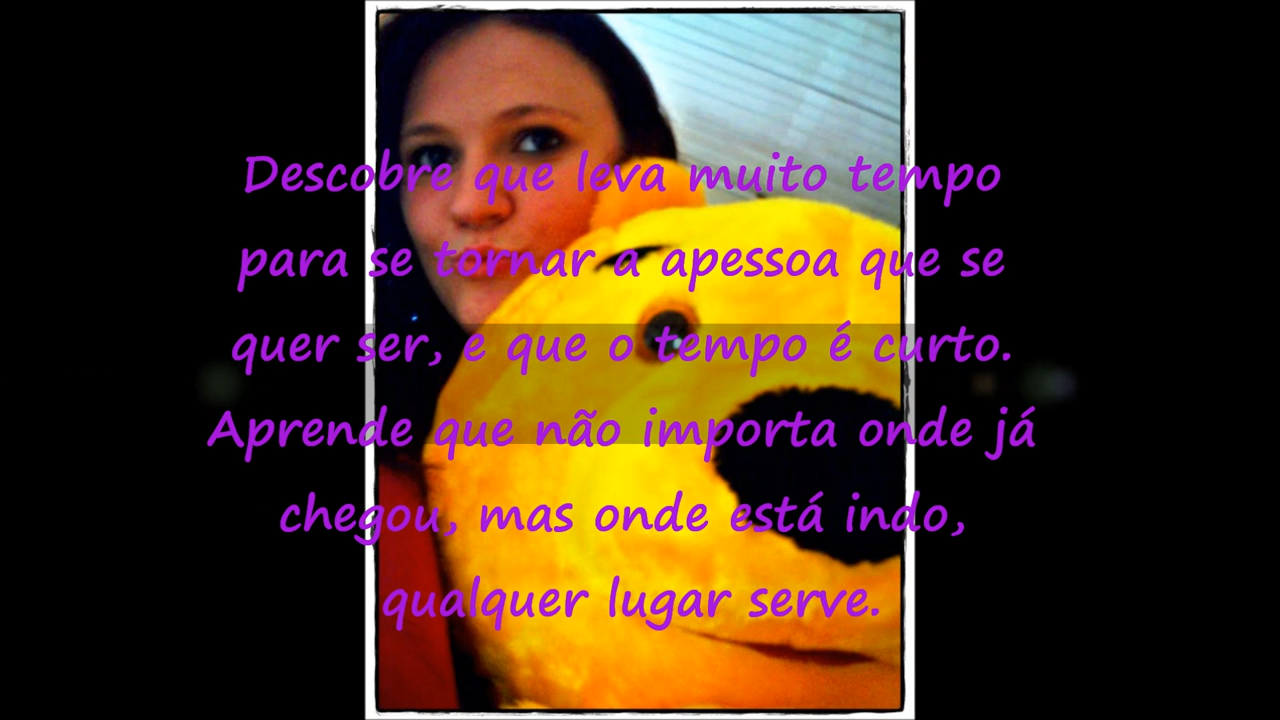 Descobre que leva muito tempo
para se tornar a apessoa que se
quer ser, e que o tempo é curto.
Aprende que não importa onde já
chegou, mas onde está indo,
qualquer lugar serve.